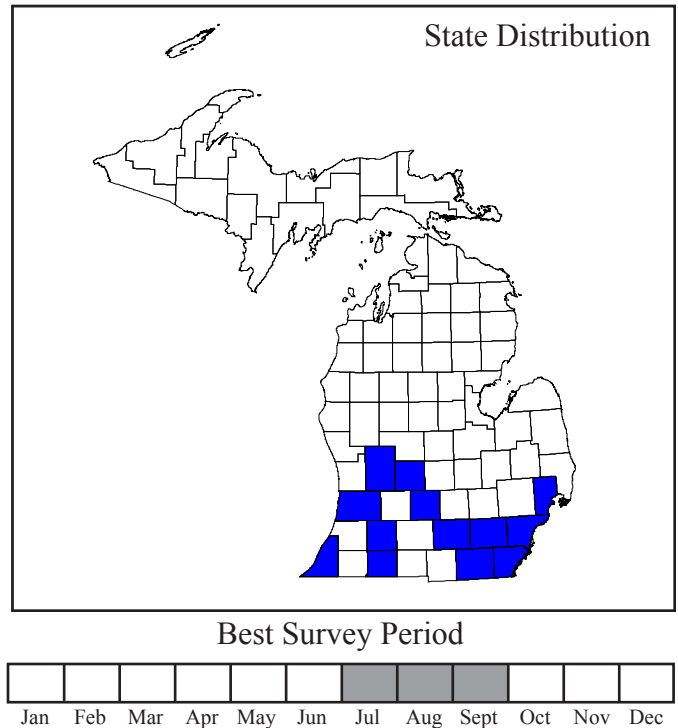 State Distribution
Best Survey Period
Jan Feb Mar Apr May Jun Jul Aug Sept Oct Nov Dec